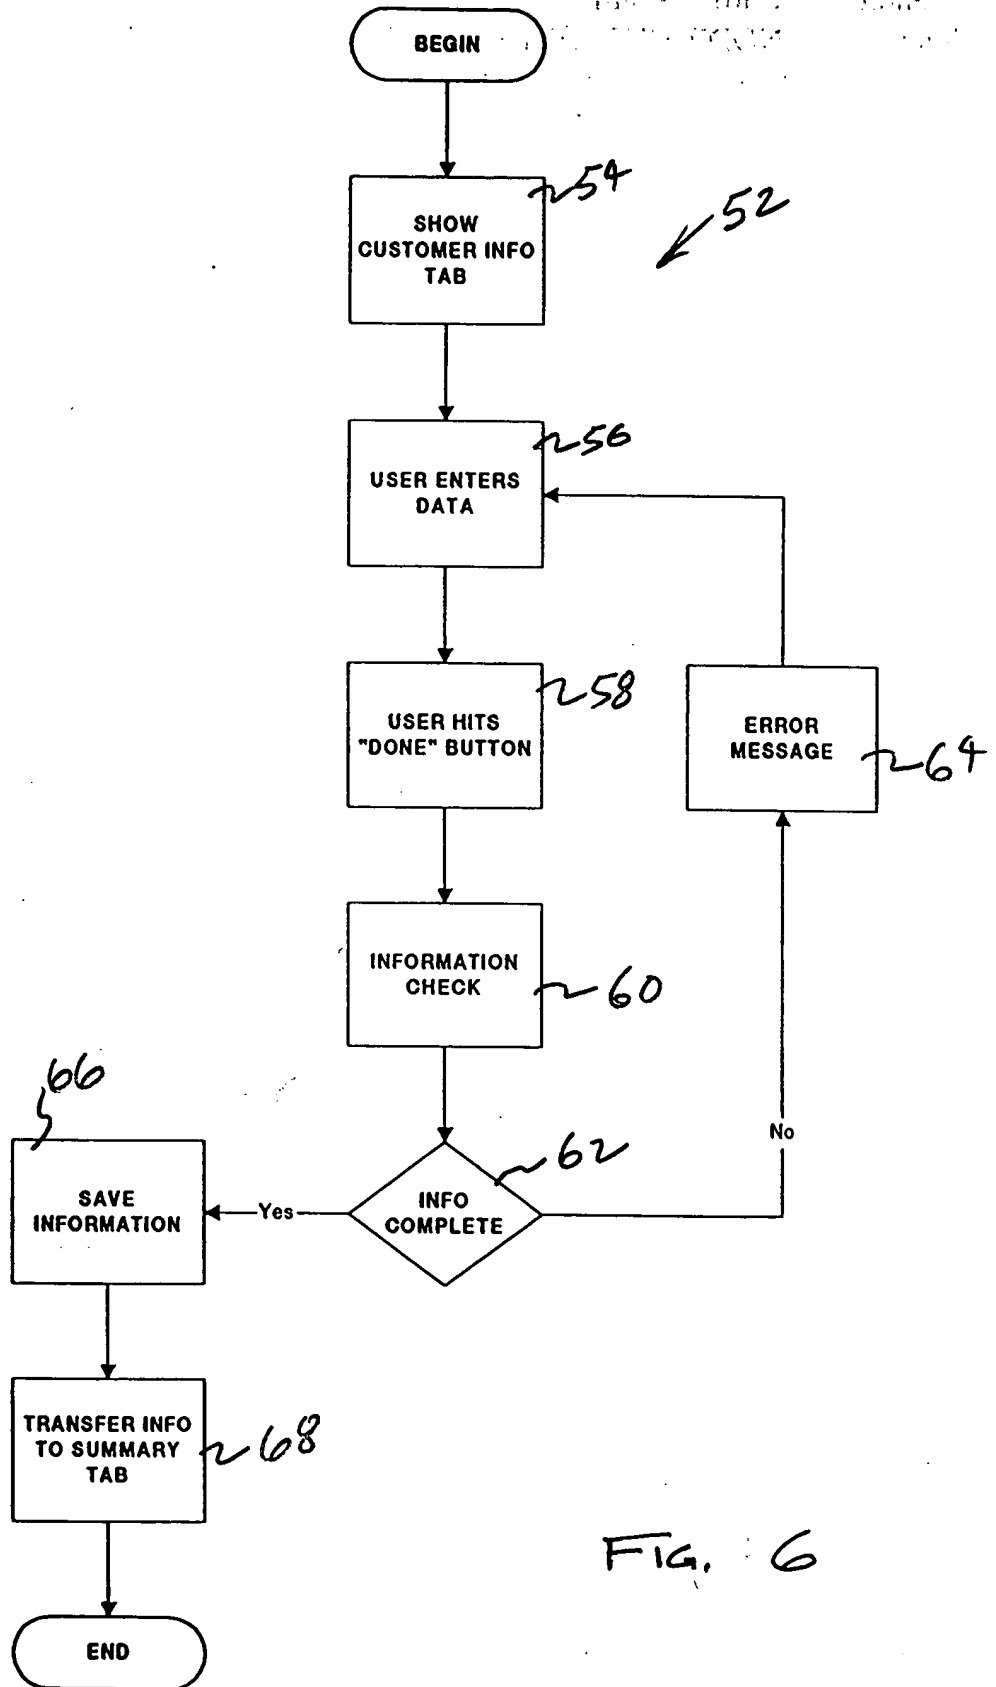 BEGIN
54
SHOW
CUSTOMER INFO
TAB
52
56
USER ENTERS
DATA
58
USER HITS
"DONE" BUTTON
ERROR
MESSAGE
64
INFORMATION
CHECK
60
66
No
62
SAVE
INFORMATION
Yes
INFO
COMPLETE
TRANSFER INFO
TO SUMMARY
TAB
68
FIG. 6
END